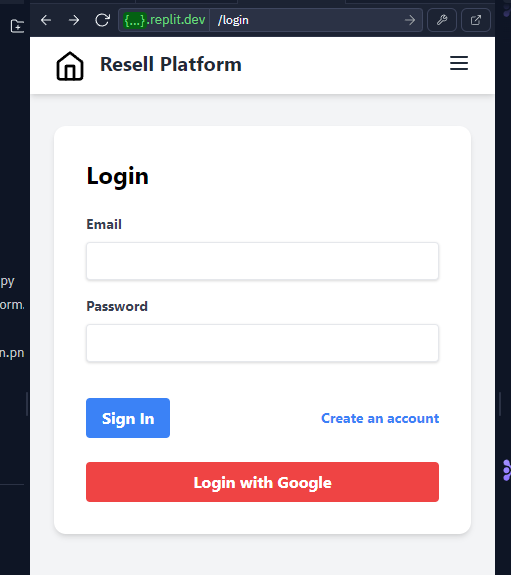 {...}.replit.dev /login
Resell Platform
Login
Email
Password
Sign In Create an account
Login with Google
py
orm.
n.pn